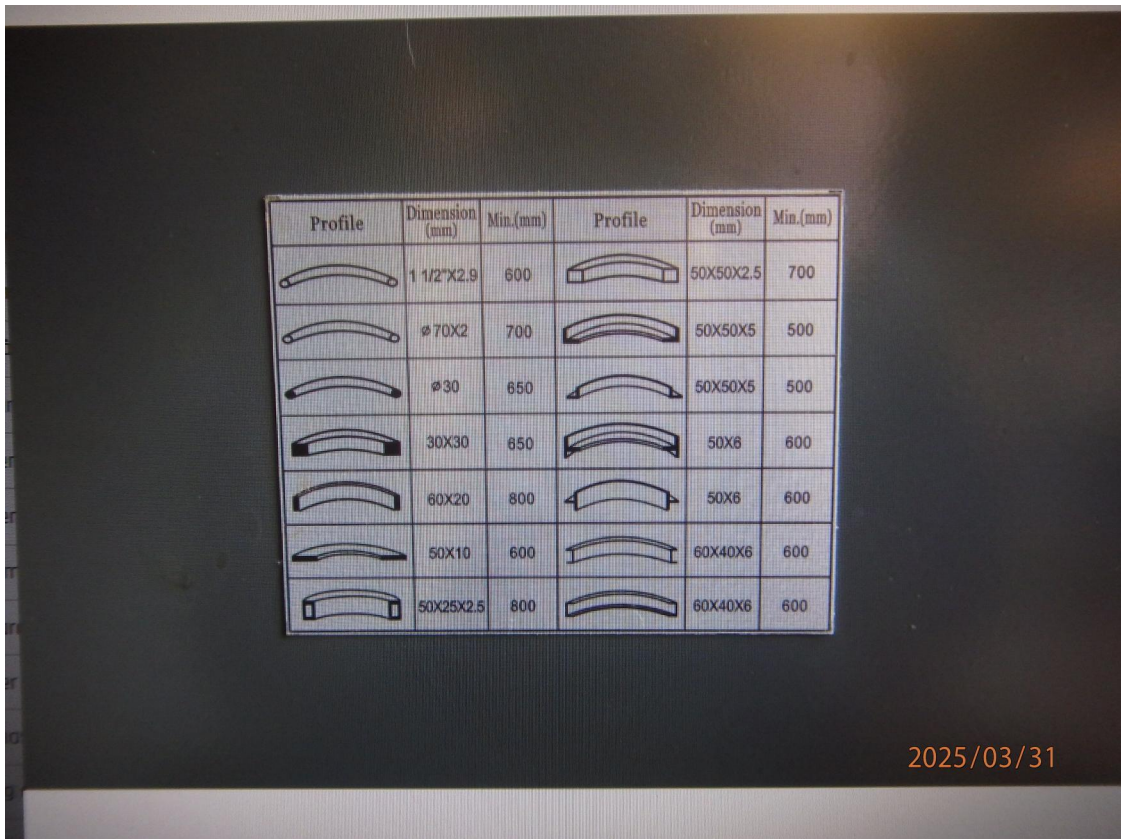 Profile Dimension (mm) Min.(mm) Profile Dimension (mm) Min.(mm)
1 1/2"X2.9 600 50X50X2.5 700
ø70X2 700 50X50X5 500
ø30 650 50X50X5 500
30X30 650 50X6 600
60X20 800 50X6 600
50X10 600 60X40X6 600
50X25X2.5 800 60X40X6 600
2025/03/31